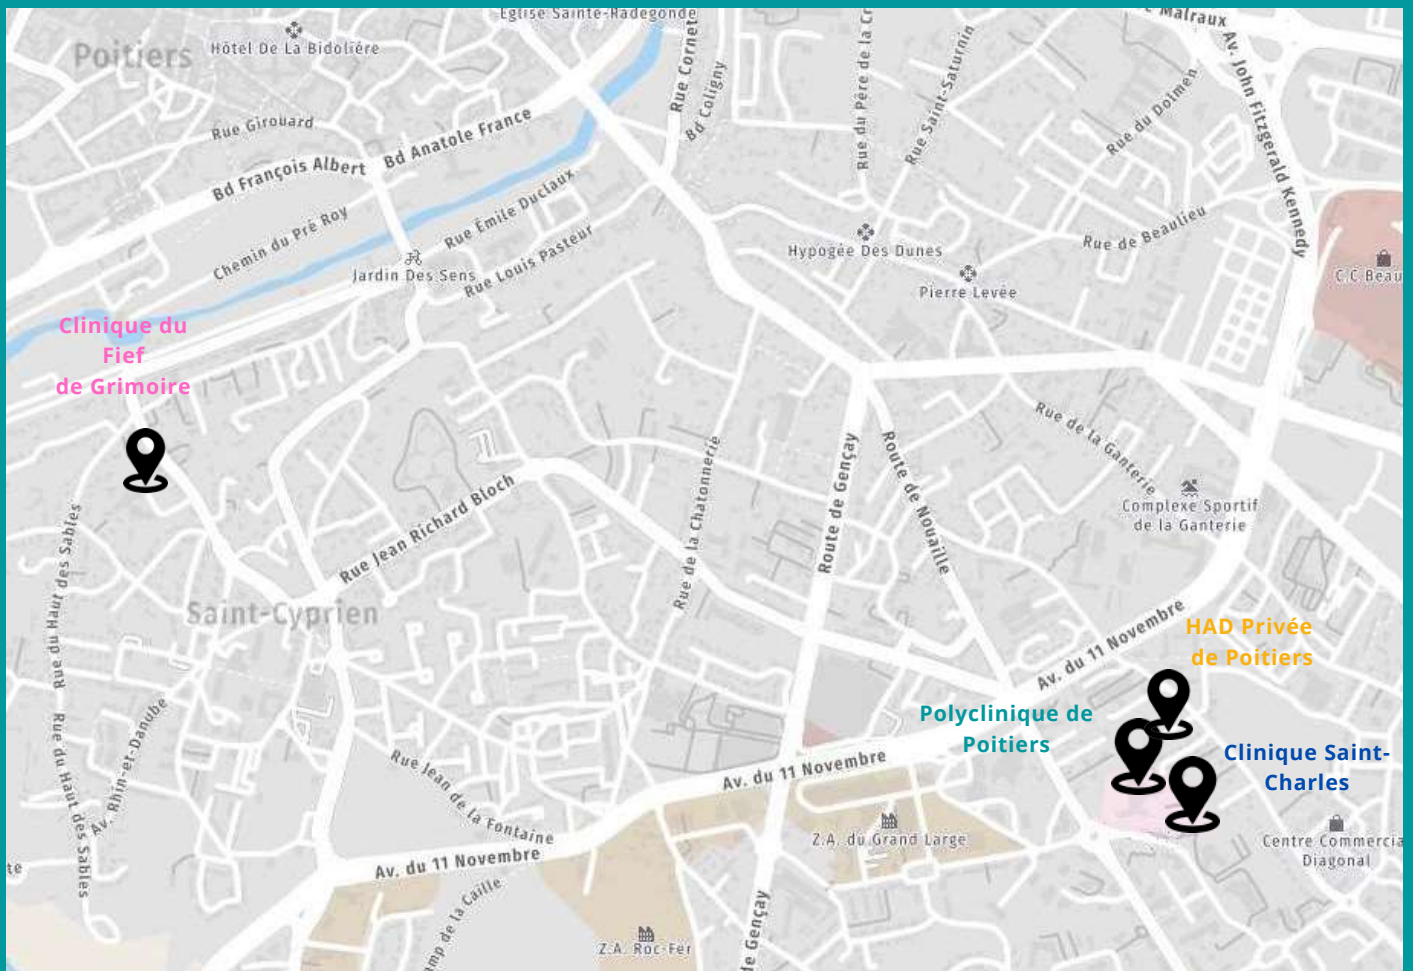 Eglise Sainte-Radegonde
Malraux
Poitiers
Hôtel De La Bidolière
Rue Cornet
Bd Coligny
Rue du Père de la Cr
Rue Saint-Saturnin
Av. John Fitzgerald Kennedy
Rue du Dolmen
Rue Girouard
Bd Anatole France
Bd François Albert
Chemin du Pré Roy
Rue Émile Duclaux
Rue Louis Pasteur
Jardin Des Sens
Hypogée Des Dunes
Rue de Beaulieu
Pierre Levée
C.C Beau
Clinique du
Fief
de Grimoire
Rue de la Ganterie
Route de Gençay
Route de Nouaille
Rue de la Chatonnerie
Rue Jean Richard Bloch
Complexe Sportif
de la Ganterie
Rue du Haut des Sables
Saint-Cyprien
Av. du 11 Novembre
HAD Privée
de Poitiers
Polyclinique de
Poitiers
Clinique Saint-
Charles
Av. Rhin-et-Danube
Rue du Haut des Sables
Rue Jean de la Fontaine
Av. du 11 Novembre
Z.A. du Grand Large
Centre Commercia
Diagonal
Av. du 11 Novembre
te
amp de la Caille
Z.A. Roc-Fer
de Gençay